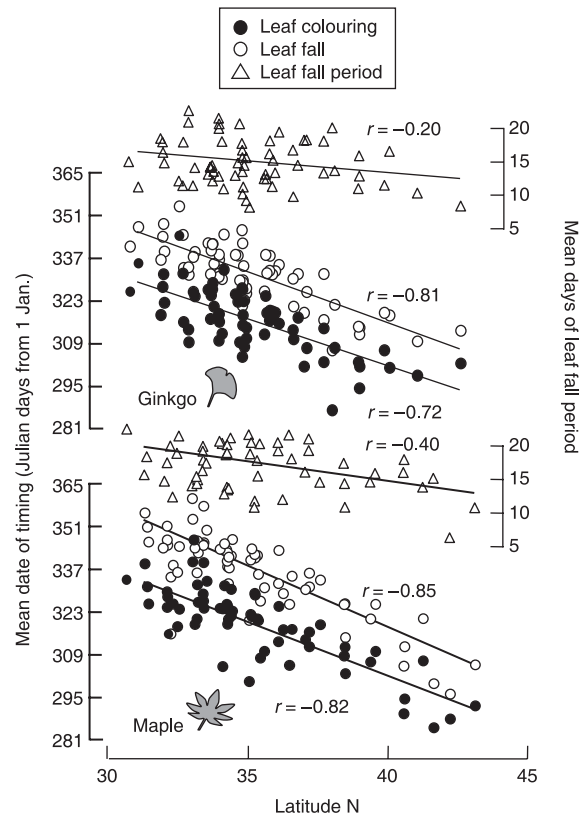 Leaf colouring
Leaf fall
Leaf fall period
r = –0.20
20
15
10
5
365
351
337
323
309
295
281
r = –0.81
r = –0.72
Ginkgo
r = –0.40
20
15
10
5
365
351
337
323
309
295
281
r = –0.85
r = –0.82
Maple
Mean date of timing (Julian days from 1 Jan.)
Mean days of
leaf fall period
30
35
40
45
Latitude N